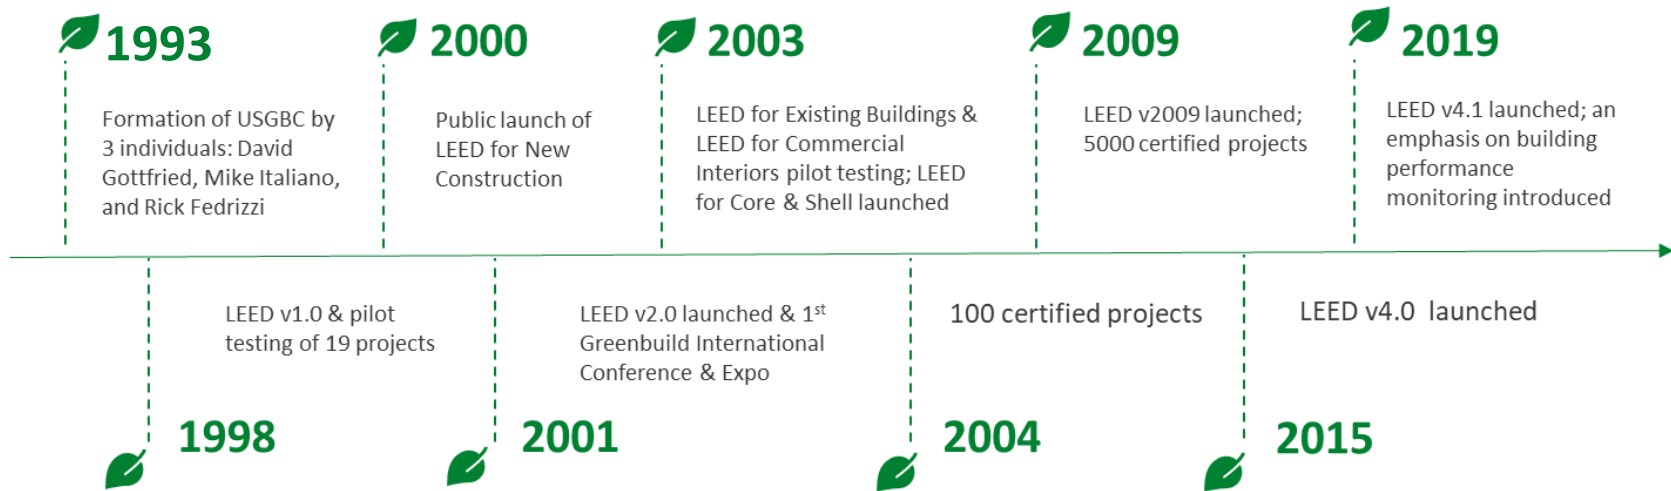 1993
Formation of USGBC by
3 individuals: David
Gottfried, Mike Italiano,
and Rick Fedrizzi
2000
Public launch of
LEED for New
Construction
2003
LEED for Existing Buildings &
LEED for Commercial
Interiors pilot testing; LEED
for Core & Shell launched
2009
LEED v2009 launched;
5000 certified projects
2019
LEED v4.1 launched; an
emphasis on building
performance
monitoring introduced
LEED v1.0 & pilot
testing of 19 projects
1998
LEED v2.0 launched & 1st
Greenbuild International
Conference & Expo
2001
100 certified projects
2004
LEED v4.0 launched
2015